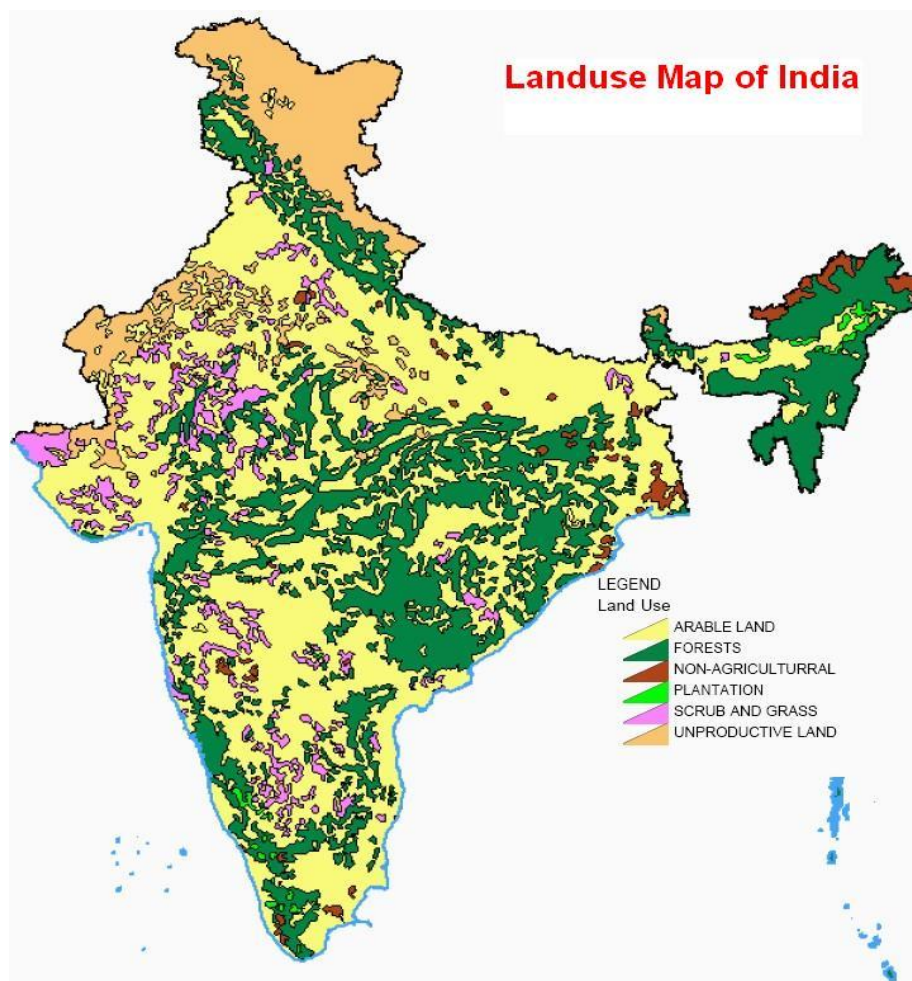 Landuse Map of India
LEGEND
Land Use
ARABLE LAND
FORESTS
NON-AGRICULTURRAL
PLANTATION
SCRUB AND GRASS
UNPRODUCTIVE LAND